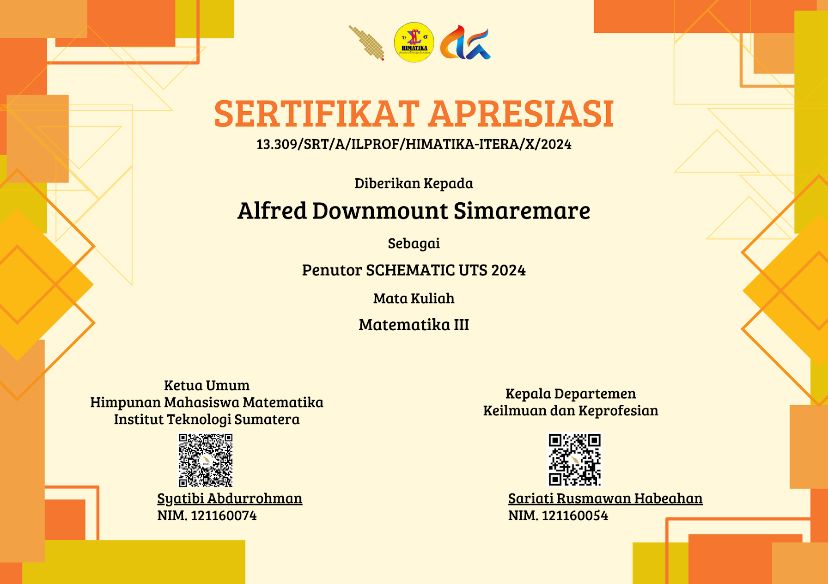 HIMATIKA
SERTIFIKAT APRESIASI
13.309/SRT/A/ILPROF/HIMATIKA-ITERA/X/2024
Diberikan Kepada
Alfred Downmount Simaremare
Sebagai
Penutor SCHEMATIC UTS 2024
Mata Kuliah
Matematika III
Ketua Umum
Himpunan Mahasiswa Matematika
Institut Teknologi Sumatera
Syatibi Abdurrohman
NIM. 121160074
Kepala Departemen
Keilmuan dan Keprofesian
Sariati Rusmawan Habeahan
NIM. 121160054